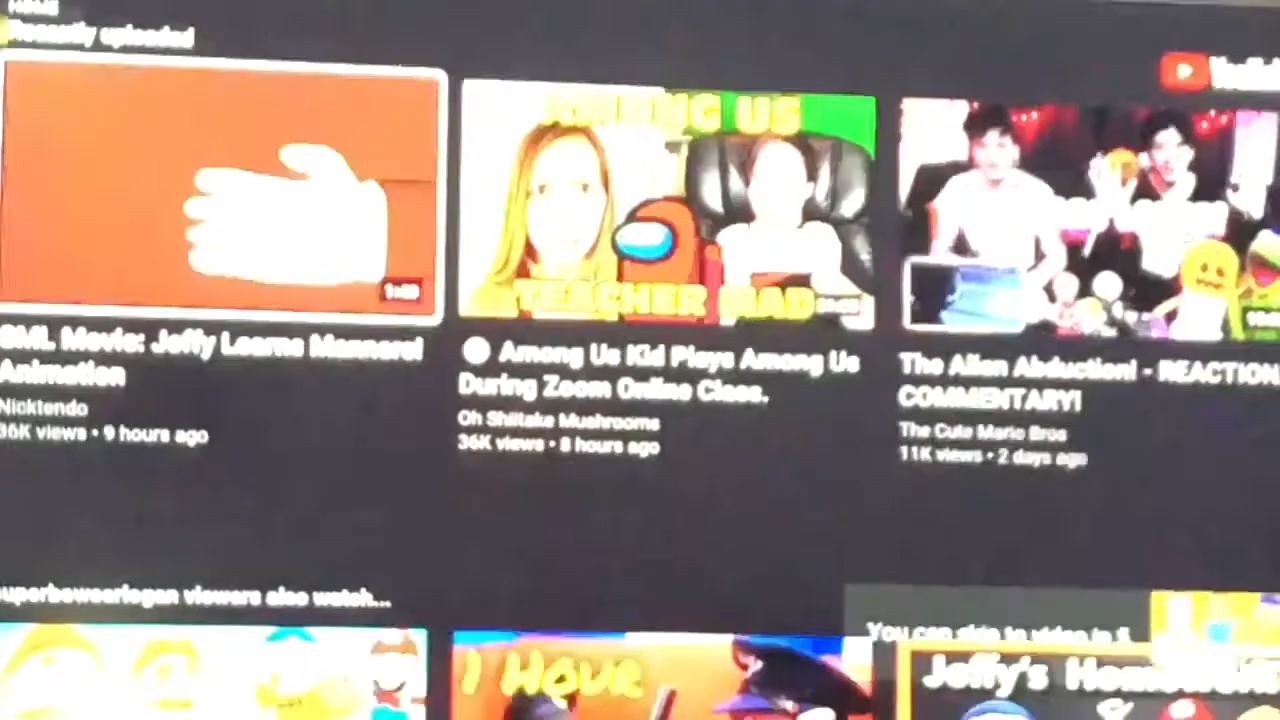 Recently uploaded
AMONG US
TEACHER MAD
SML Movie: Jeffy Learns Manners!
Animation
Nicktendo
36K views • 9 hours ago
Among Us Kid Plays Among Us
During Zoom Online Class.
Oh Shiitake Mushrooms
36K views • 8 hours ago
The Alien Abduction! - REACTION
COMMENTARY!
The Cute Mario Bros
11K views • 2 days ago
superbowserlogan viewers also watch...
You can skip to video in 5
1 HOUR
Jeffy's